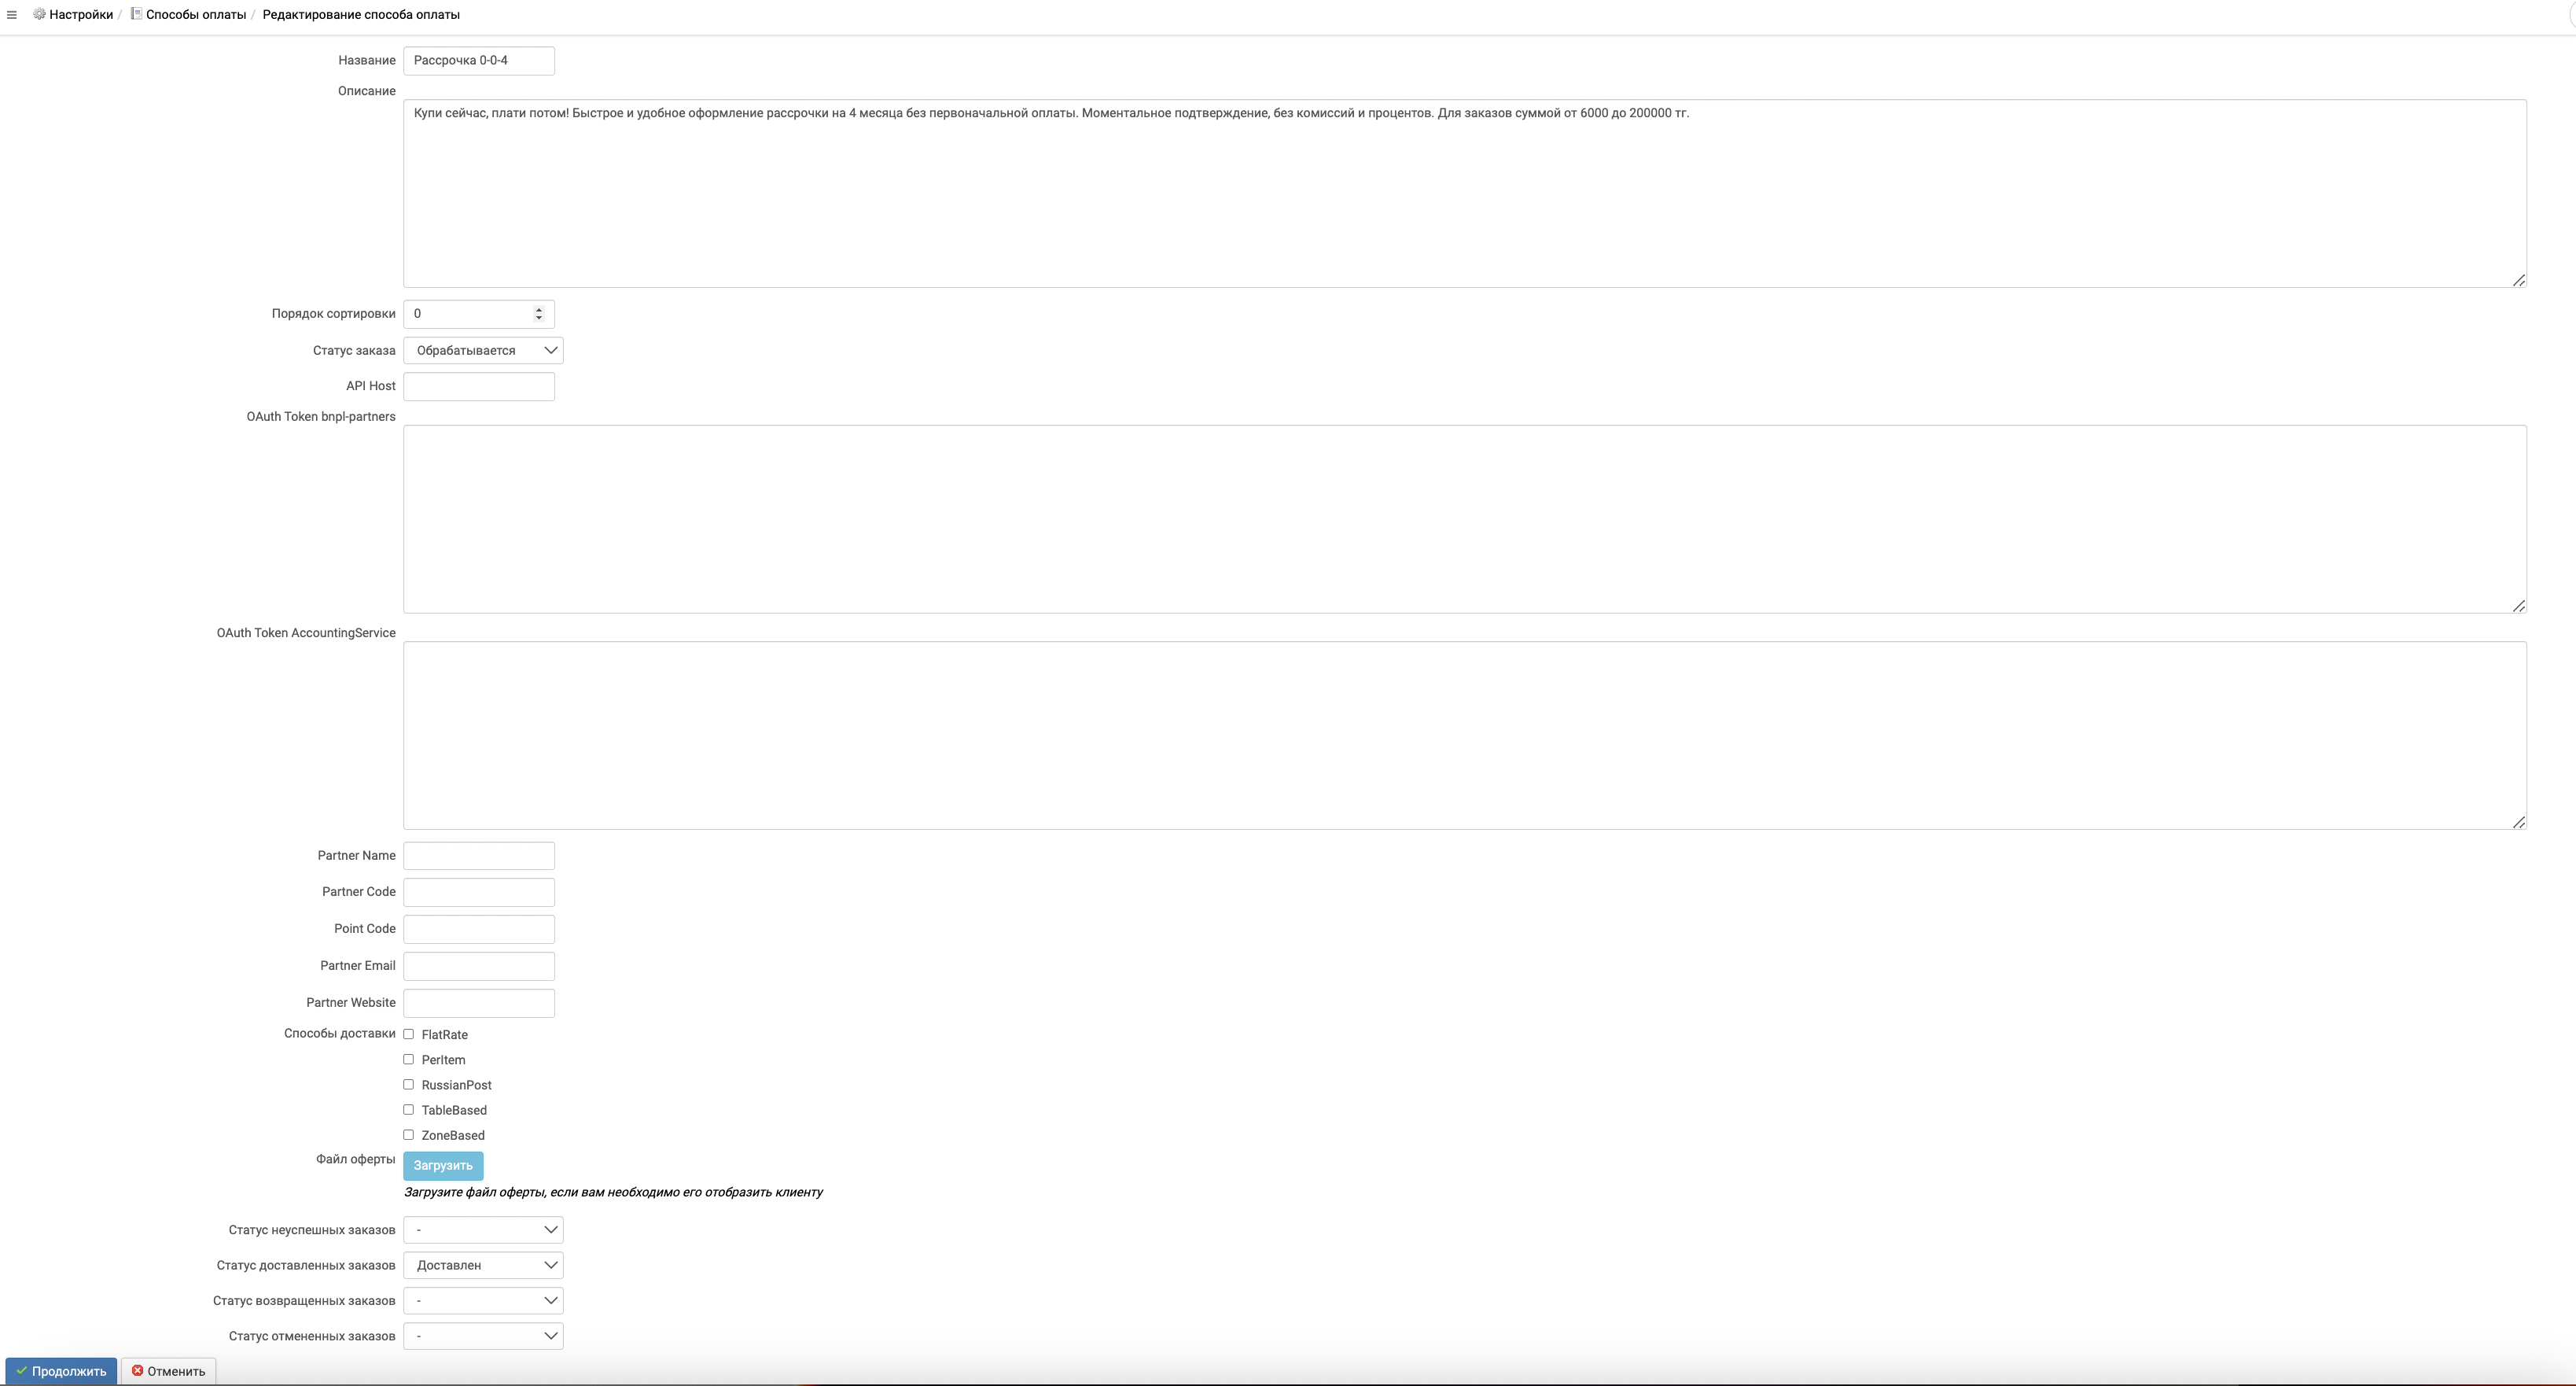 Настройки / Способы оплаты / Редактирование способа оплаты
Название Рассрочка 0-0-4
Описание
Купи сейчас, плати потом! Быстрое и удобное оформление рассрочки на 4 месяца без первоначальной оплаты. Моментальное подтверждение, без комиссий и процентов. Для заказов суммой от 6000 до 200000 тг.
Порядок сортировки 0
Статус заказа Обрабатывается
API Host
OAuth Token bnpl-partners
OAuth Token AccountingService
Partner Name
Partner Code
Point Code
Partner Email
Partner Website
Способы доставки FlatRate
PerItem
RussianPost
TableBased
ZoneBased
Файл оферты Загрузить
Загрузите файл оферты, если вам необходимо его отобразить клиенту
Статус неуспешных заказов -
Статус доставленных заказов Доставлен
Статус возвращенных заказов -
Статус отмененных заказов -
Продолжить Отменить